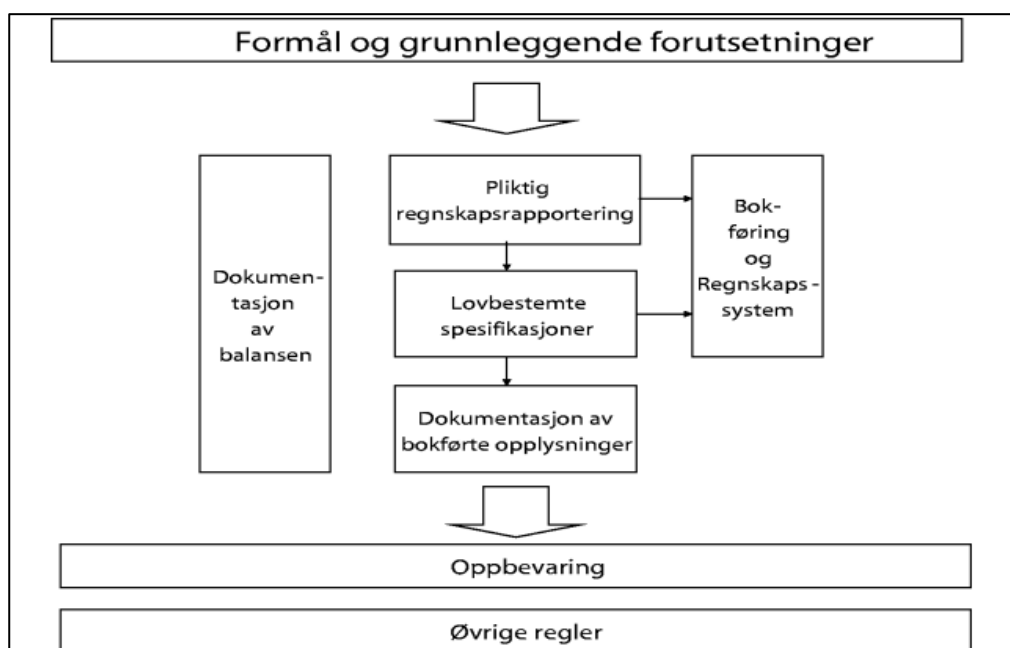 Formål og grunnleggende forutsetninger
Pliktig
regnskapsrapportering
Bok-
føring
og
Regnskaps-
system
Dokumen-
tasjon
av
balansen
Lovbestemte
spesifikasjoner
Dokumentasjon av
bokførte opplysninger
Oppbevaring
Øvrige regler